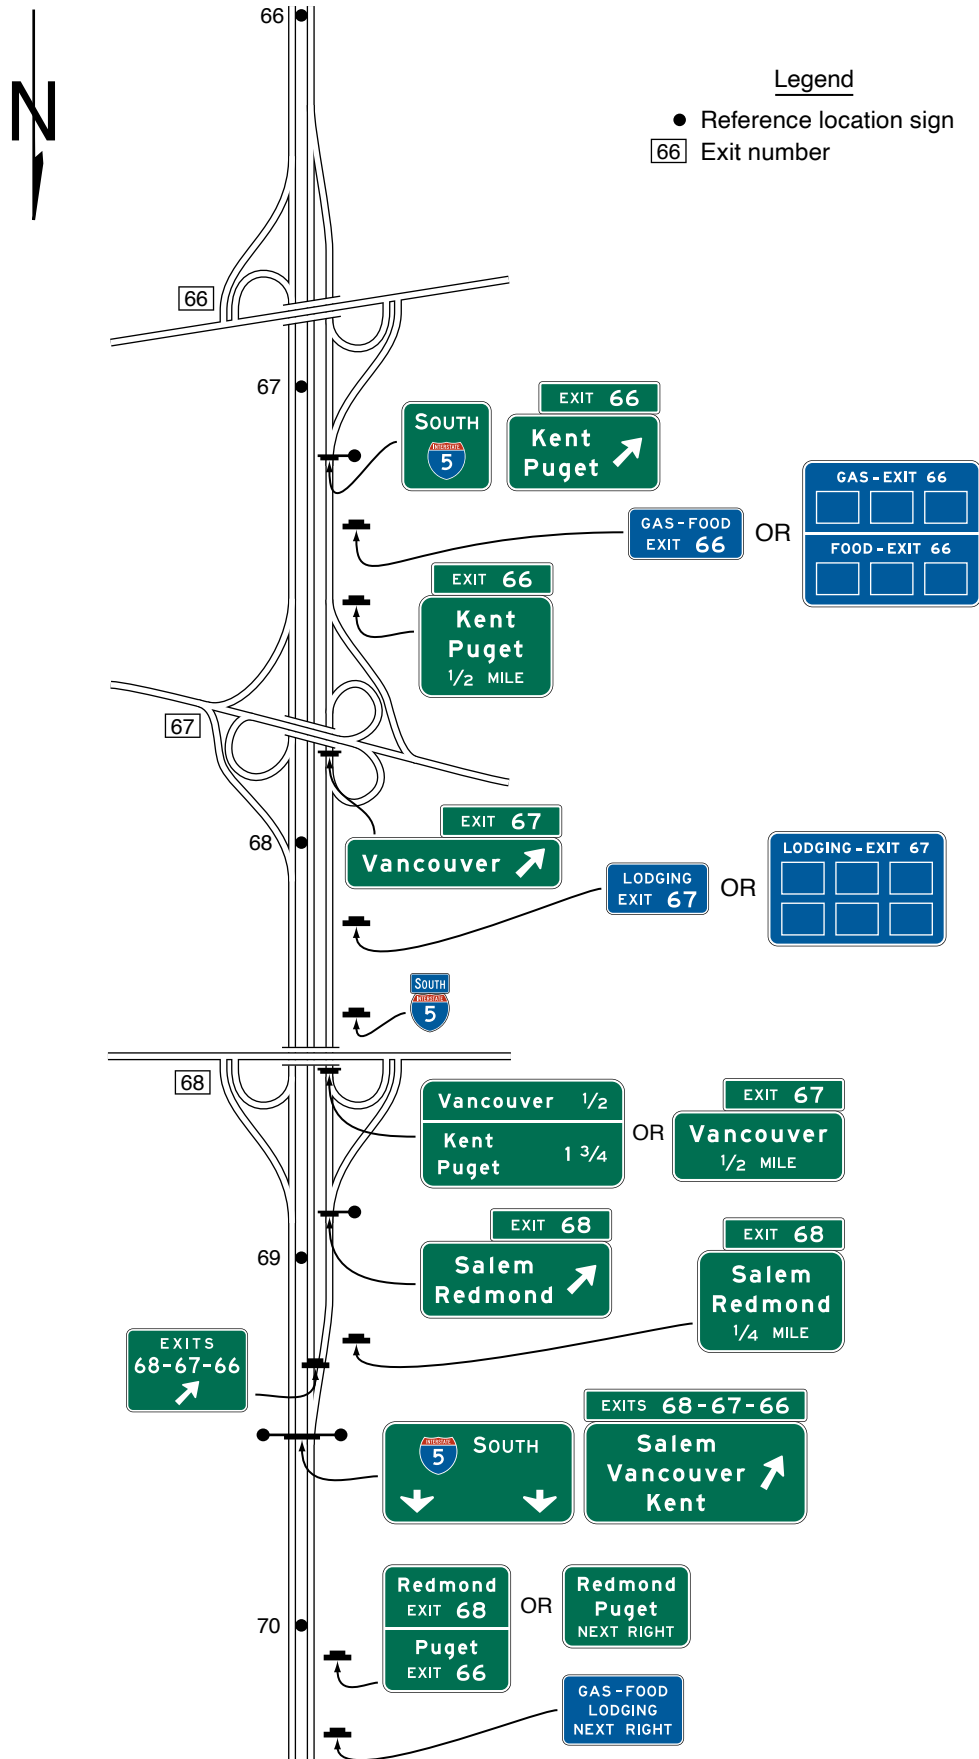 66
N
Legend
Reference location sign
66 Exit number
66
67
EXIT 66
SOUTH
INTERSTATE
5
Kent
Puget
GAS-EXIT 66
FOOD-EXIT 66
GAS-FOOD
EXIT 66
OR
EXIT 66
Kent
Puget
1/2 MILE
67
68
EXIT 67
Vancouver
LODGING
EXIT 67
OR
LODGING-EXIT 67
SOUTH
INTERSTATE
5
68
Vancouver 1/2
Kent
Puget
1 3/4
OR
EXIT 67
Vancouver
1/2 MILE
69
EXIT 68
Salem
Redmond
EXIT 68
Salem
Redmond
1/4 MILE
EXITS
68-67-66
INTERSTATE
5
SOUTH
EXITS 68-67-66
Salem
Vancouver
Kent
70
Redmond
EXIT 68
Puget
EXIT 66
OR
Redmond
Puget
NEXT RIGHT
GAS-FOOD
LODGING
NEXT RIGHT